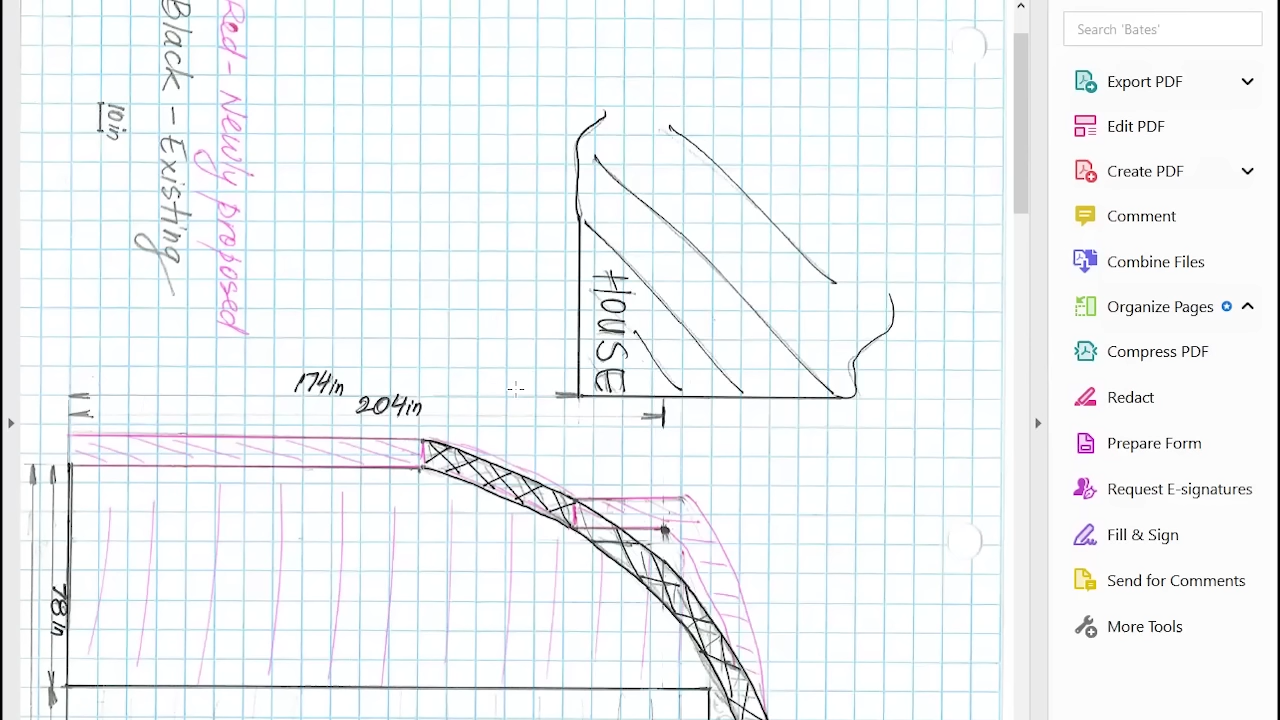 Red - Newly proposed
Black - Existing
10in
HOUSE
174in
204in
78in
Search 'Bates'
Export PDF
Edit PDF
Create PDF
Comment
Combine Files
Organize Pages
Compress PDF
Redact
Prepare Form
Request E-signatures
Fill & Sign
Send for Comments
More Tools